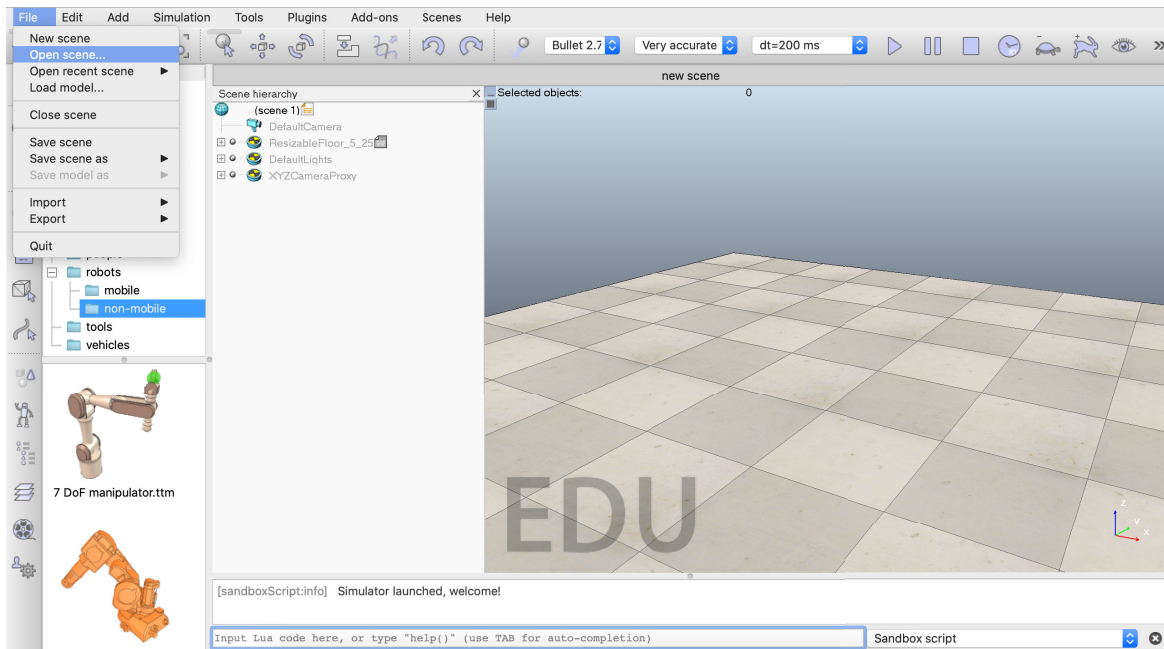 File Edit Add Simulation Tools Plugins Add-ons Scenes Help
New scene
Open scene...
Open recent scene
Load model...
Close scene
Save scene
Save scene as
Save model as
Import
Export
Quit
Bullet 2.7 Very accurate dt=200 ms
new scene
Scene hierarchy
(scene 1)
DefaultCamera
ResizableFloor_5_25
DefaultLights
XYZCameraProxy
Selected objects: 0
people
robots
mobile
non-mobile
tools
vehicles
7 DoF manipulator.ttm
EDU
z
y
x
[sandboxScript:info] Simulator launched, welcome!
Input Lua code here, or type "help()" (use TAB for auto-completion)
Sandbox script